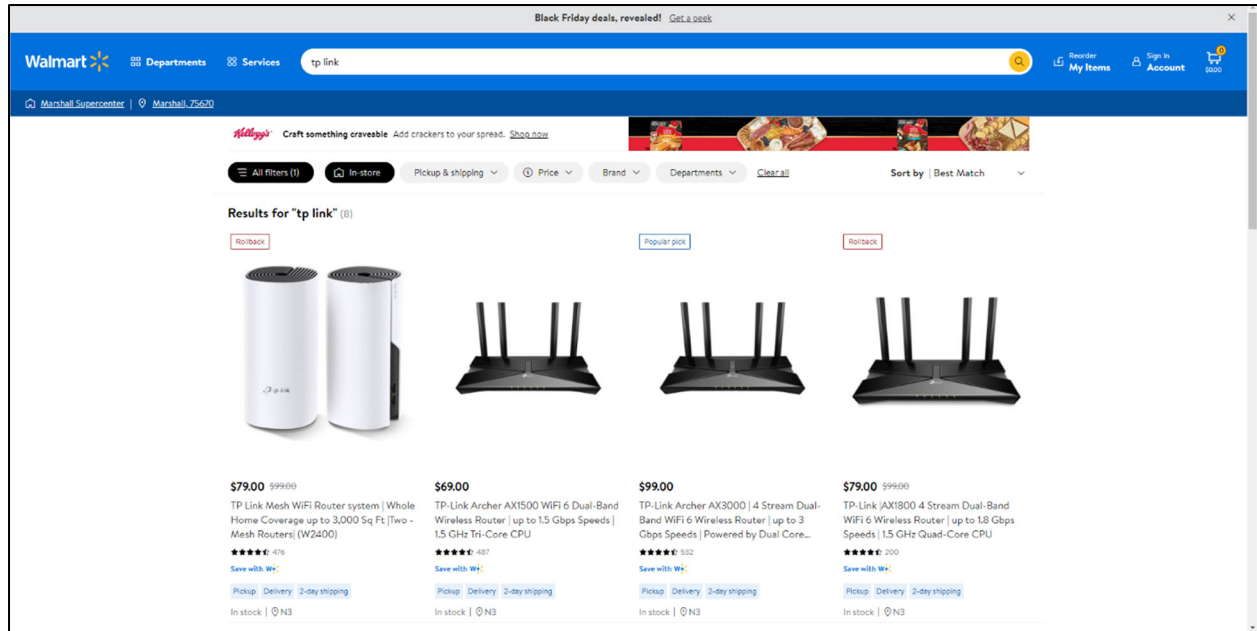 Black Friday deals, revealed! Get a peek
Walmart
Departments
Services
tp link
Reorder
My Items
Sign In
Account
0
$0.00
Marshall Supercenter | Marshall, 75670
Kellogg's Craft something craveable Add crackers to your spread. Shop now
All filters (1)
In-store
Pickup & shipping
Price
Brand
Departments
Clear all
Sort by | Best Match
Results for "tp link" (8)
Rollback
Popular pick
Rollback
tp-link
$79.00 $99.00
TP Link Mesh WiFi Router system | Whole
Home Coverage up to 3,000 Sq Ft |Two -
Mesh Routers| (W2400)
476
Save with W+
Pickup Delivery 2-day shipping
In stock | N3
$69.00
TP-Link Archer AX1500 WiFi 6 Dual-Band
Wireless Router | up to 1.5 Gbps Speeds |
1.5 GHz Tri-Core CPU
487
Save with W+
Pickup Delivery 2-day shipping
In stock | N3
$99.00
TP-Link Archer AX3000 | 4 Stream Dual-
Band WiFi 6 Wireless Router | up to 3
Gbps Speeds | Powered by Dual Core...
532
Save with W+
Pickup Delivery 2-day shipping
In stock | N3
$79.00 $99.00
TP-Link |AX1800 4 Stream Dual-Band
WiFi 6 Wireless Router | up to 1.8 Gbps
Speeds | 1.5 GHz Quad-Core CPU
200
Save with W+
Pickup Delivery 2-day shipping
In stock | N3